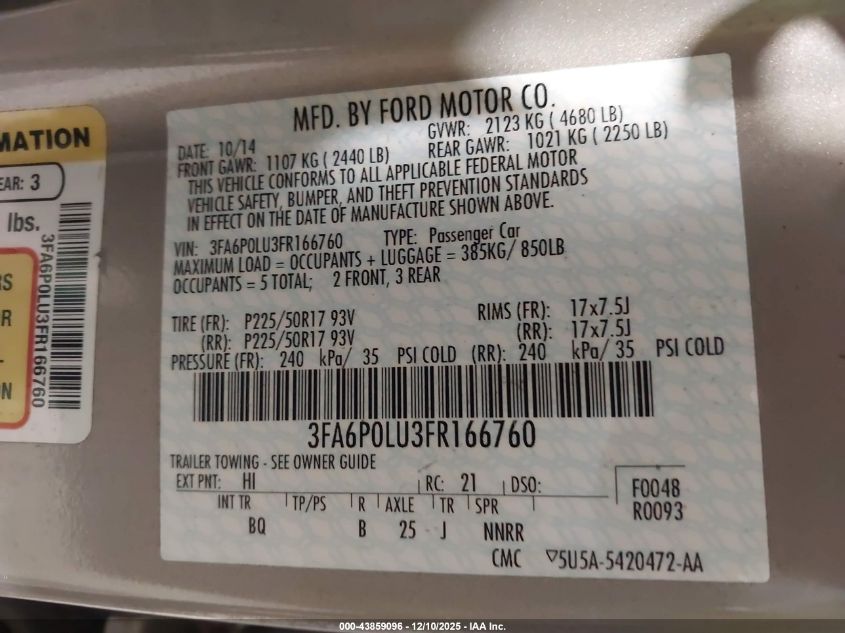 MATION
EAR: 3
lbs.
RS
OR
L-
ON
3FA6P0LU3FR166760
MFD. BY FORD MOTOR CO.
DATE: 10/14 GVWR: 2123 KG ( 4680 LB)
FRONT GAWR: 1107 KG ( 2440 LB) REAR GAWR: 1021 KG ( 2250 LB)
THIS VEHICLE CONFORMS TO ALL APPLICABLE FEDERAL MOTOR
VEHICLE SAFETY, BUMPER, AND THEFT PREVENTION STANDARDS
IN EFFECT ON THE DATE OF MANUFACTURE SHOWN ABOVE.
VIN: 3FA6P0LU3FR166760 TYPE: Passenger Car
MAXIMUM LOAD = OCCUPANTS + LUGGAGE = 385KG/ 850LB
OCCUPANTS = 5 TOTAL; 2 FRONT, 3 REAR
TIRE (FR): P225/50R17 93V RIMS (FR): 17x7.5J
(RR): P225/50R17 93V (RR): 17x7.5J
PRESSURE (FR): 240 kPa/ 35 PSI COLD (RR): 240 kPa/ 35 PSI COLD
3FA6P0LU3FR166760
TRAILER TOWING - SEE OWNER GUIDE
EXT PNT: HI RC: 21 DSO: F0048
INT TR TP/PS R AXLE TR SPR R0093
BQ B 25 J NNRR
CMC ▽5U5A-5420472-AA
000-43859096 - 12/10/2025 - IAA Inc.